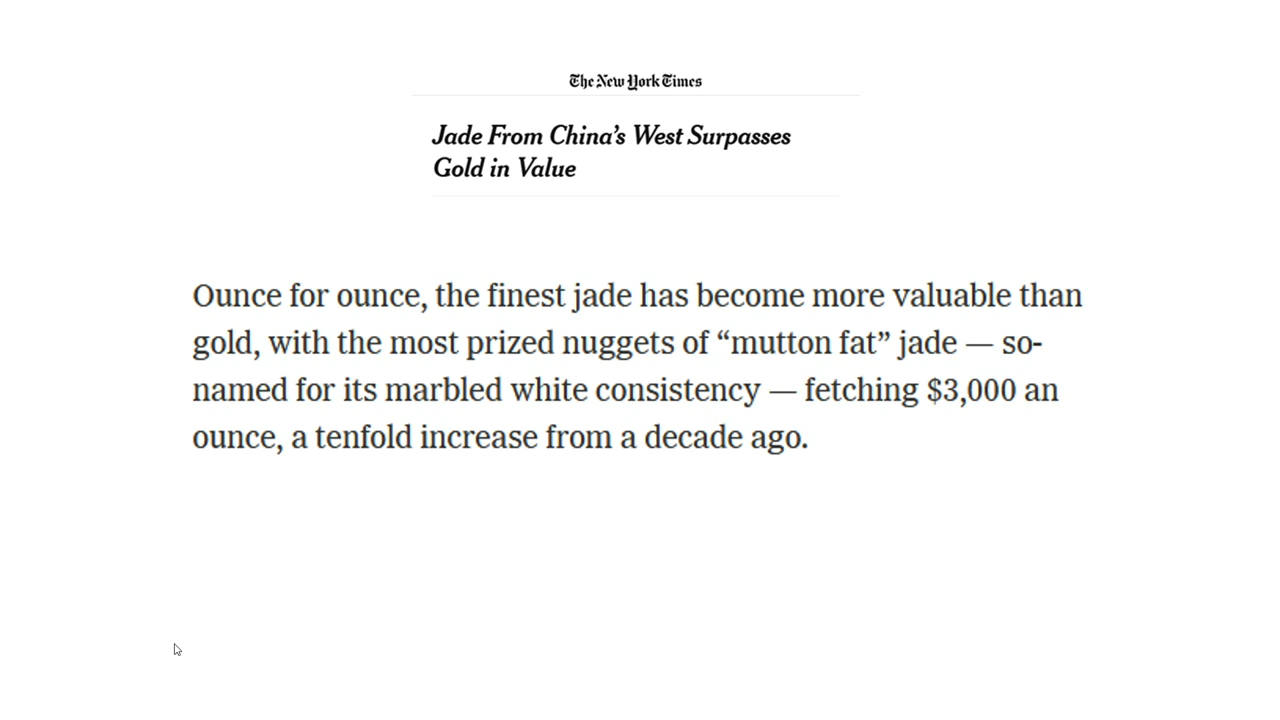 The New York Times
Jade From China's West Surpasses
Gold in Value
Ounce for ounce, the finest jade has become more valuable than
gold, with the most prized nuggets of “mutton fat” jade — so-
named for its marbled white consistency — fetching $3,000 an
ounce, a tenfold increase from a decade ago.